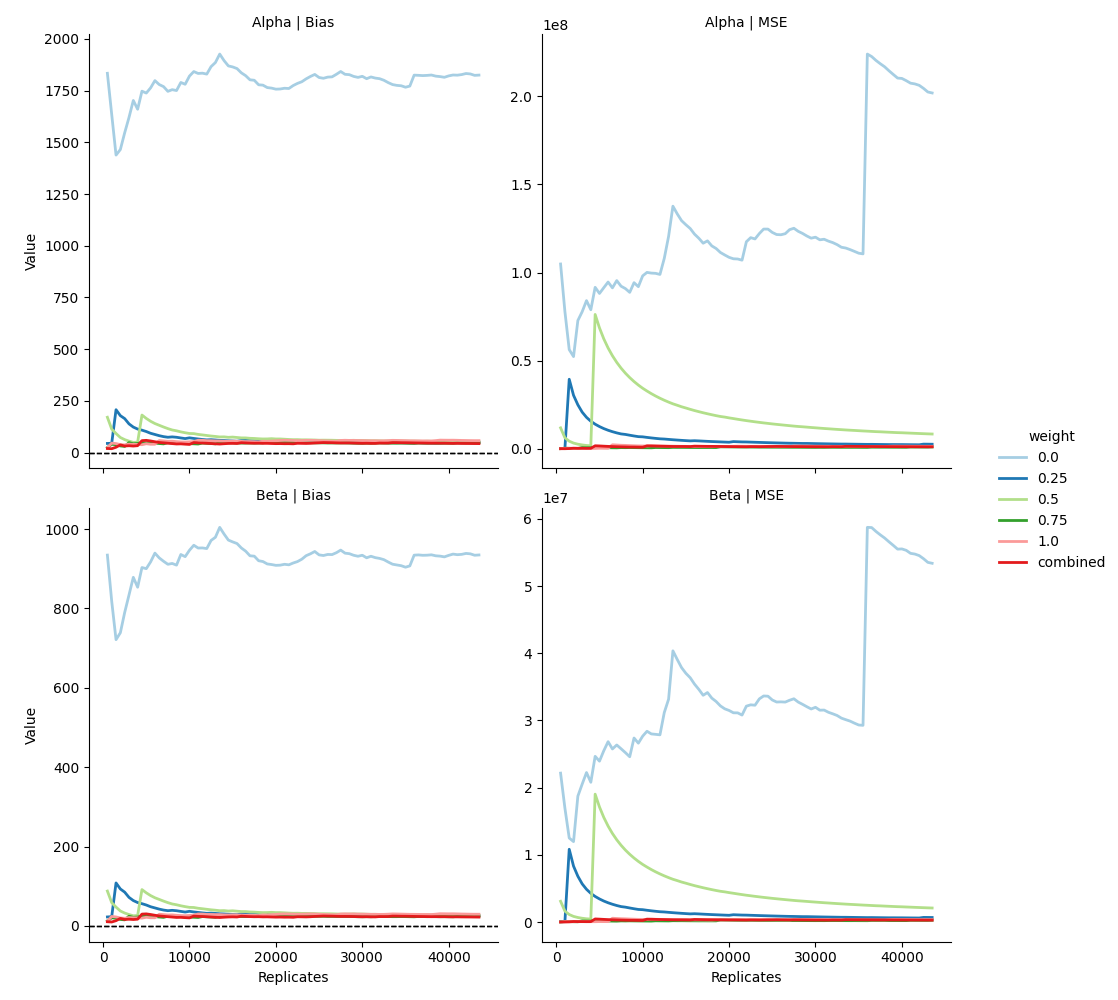 Alpha | Bias
Alpha | MSE
1e8
2000
1750
1500
1250
1000
750
500
250
0
Value
2.0
1.5
1.0
0.5
0.0
weight
0.0
0.25
0.5
0.75
1.0
combined
Beta | Bias
Beta | MSE
1e7
1000
800
600
400
200
0
Value
6
5
4
3
2
1
0
0 10000 20000 30000 40000
Replicates
0 10000 20000 30000 40000
Replicates